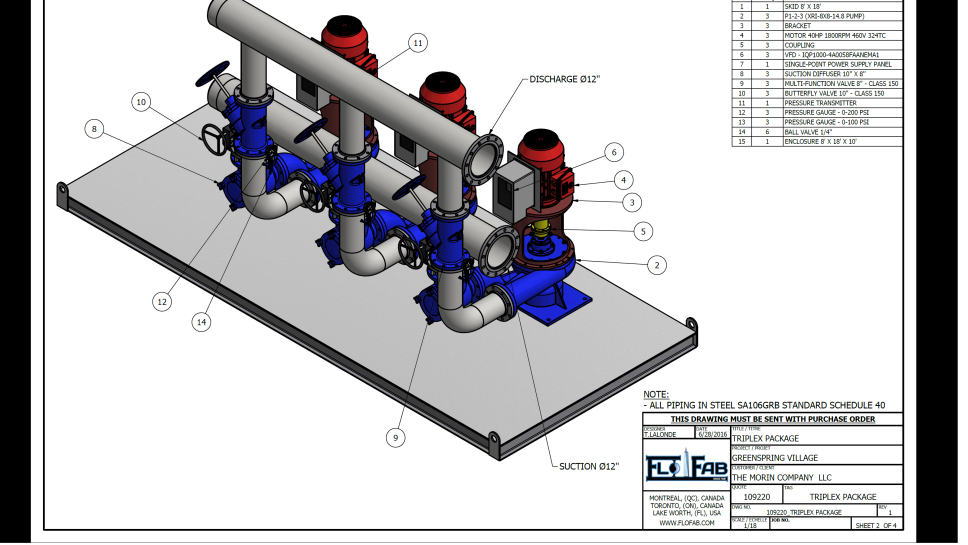 1 1 SKID 8' X 18'
2 3 P1-2-3 (XRI-8X8-14.8 PUMP)
3 3 BRACKET
4 3 MOTOR 40HP 1800RPM 460V 324TC
5 3 COUPLING
6 3 VFD - IQP1000-4A0058FAANEMA1
7 1 SINGLE-POINT POWER SUPPLY PANEL
8 3 SUCTION DIFFUSER 10" X 8"
9 3 MULTI-FUNCTION VALVE 8" - CLASS 150
10 3 BUTTERFLY VALVE 10" - CLASS 150
11 1 PRESSURE TRANSMITTER
12 3 PRESSURE GAUGE - 0-200 PSI
13 3 PRESSURE GAUGE - 0-100 PSI
14 6 BALL VALVE 1/4"
15 1 ENCLOSURE 8' X 18' X 10'
11
DISCHARGE Ø12"
10
8
6
4
3
5
2
12
14
9
SUCTION Ø12"
NOTE:
- ALL PIPING IN STEEL SA106GRB STANDARD SCHEDULE 40
THIS DRAWING MUST BE SENT WITH PURCHASE ORDER
DESIGNER
T.LALONDE
DATE
6/28/2016
TITLE / TITRE
TRIPLEX PACKAGE
PROJECT / PROJET
GREENSPRING VILLAGE
CUSTOMER / CLIENT
THE MORIN COMPANY LLC
FLO FAB
QUOTE
109220
TAG
TRIPLEX PACKAGE
MONTREAL, (QC), CANADA
TORONTO, (ON), CANADA
LAKE WORTH, (FL), USA
WWW.FLOFAB.COM
DWG NO.
109220_TRIPLEX PACKAGE
REV
1
SCALE / ECHELLE
1/18
JOB NO.
SHEET 2 OF 4